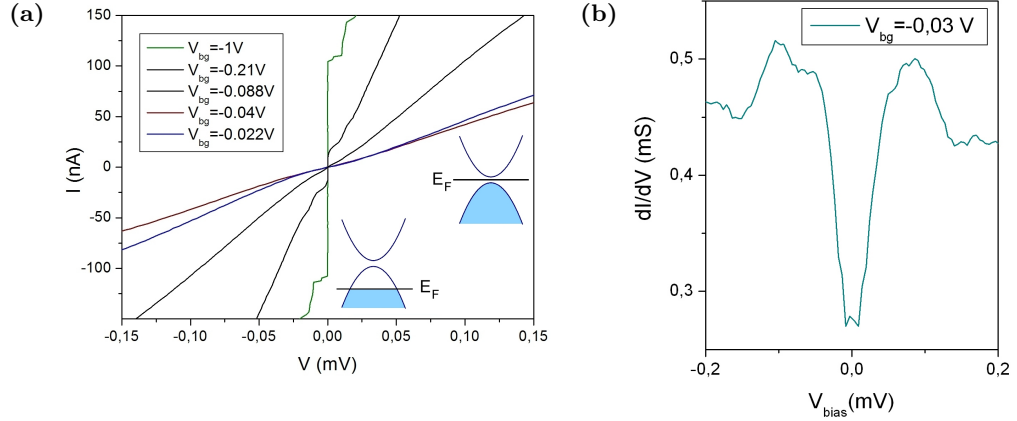 (a)
I (nA)
150
100
50
0
-50
-100
V_bg=-1V
V_bg=-0.21V
V_bg=-0.088V
V_bg=-0.04V
V_bg=-0.022V
E_F
E_F
-0,15
-0,10
-0,05
0,00
0,05
0,10
0,15
V (mV)
(b)
dI/dV (mS)
0,5
0,4
0,3
V_bg=-0,03 V
-0,2
0,0
0,2
V_bias(mV)